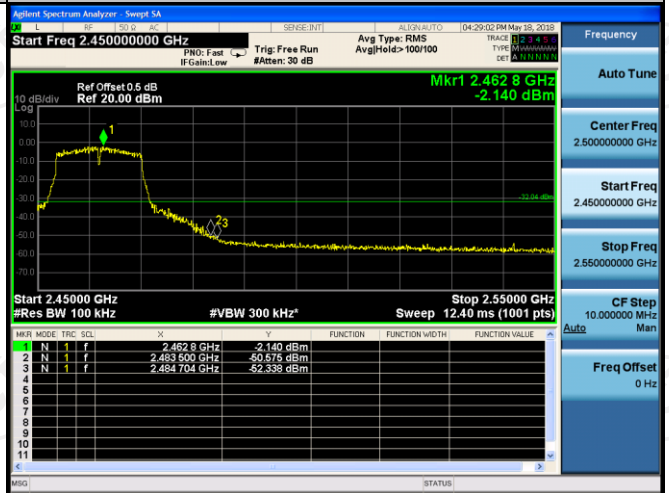 Agilent Spectrum Analyzer - Swept SA
L RF 50 Ω AC SENSE:INT ALIGN AUTO 04:29:02 PM May 18, 2018
Start Freq 2.450000000 GHz
PNO: Fast
IFGain:Low
Trig: Free Run
#Atten: 30 dB
Avg Type: RMS
Avg|Hold:> 100/100
TRACE 1 2 3 4 5 6
TYPE M
DET A N N N N N
Ref Offset 0.5 dB
10 dB/div Ref 20.00 dBm
Log
Mkr1 2.462 8 GHz
-2.140 dBm
10.0
0.00
-10.0
-20.0
-30.0
-40.0
-50.0
-60.0
-70.0
1
2
3
-32.04 dBm
Start 2.45000 GHz Stop 2.55000 GHz
#Res BW 100 kHz #VBW 300 kHz* Sweep 12.40 ms (1001 pts)
MKR MODE TRC SCL X Y FUNCTION FUNCTION WIDTH FUNCTION VALUE
1 N 1 f 2.462 8 GHz -2.140 dBm
2 N 1 f 2.483 500 GHz -50.575 dBm
3 N 1 f 2.484 704 GHz -52.338 dBm
4
5
6
7
8
9
10
11
MSG STATUS
Frequency
Auto Tune
Center Freq
2.500000000 GHz
Start Freq
2.450000000 GHz
Stop Freq
2.550000000 GHz
CF Step
10.000000 MHz
Auto Man
Freq Offset
0 Hz